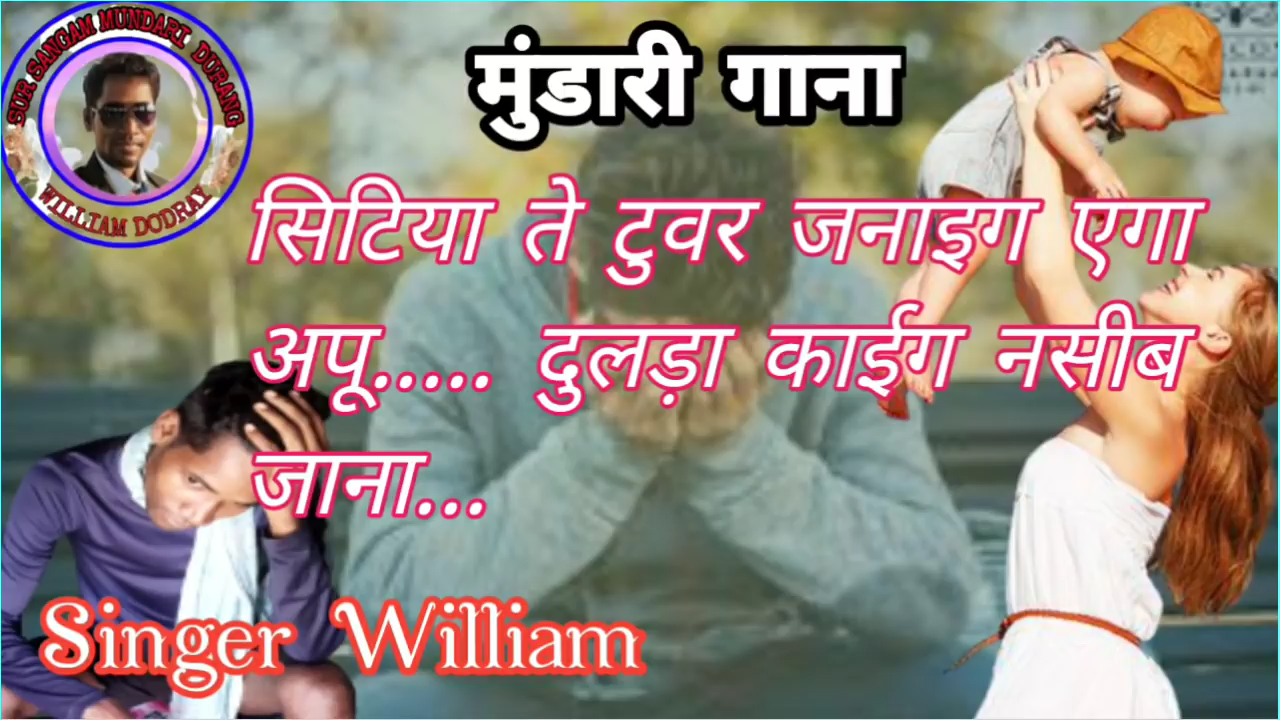 SUR SANGAM MUNDARI DURANG
WILLIAM DODRAY
मुंडारी गाना
सिटिया ते टुवर जनाइग एगा
अपू..... दुलड़ा काईग नसीब
जाना...
Singer William